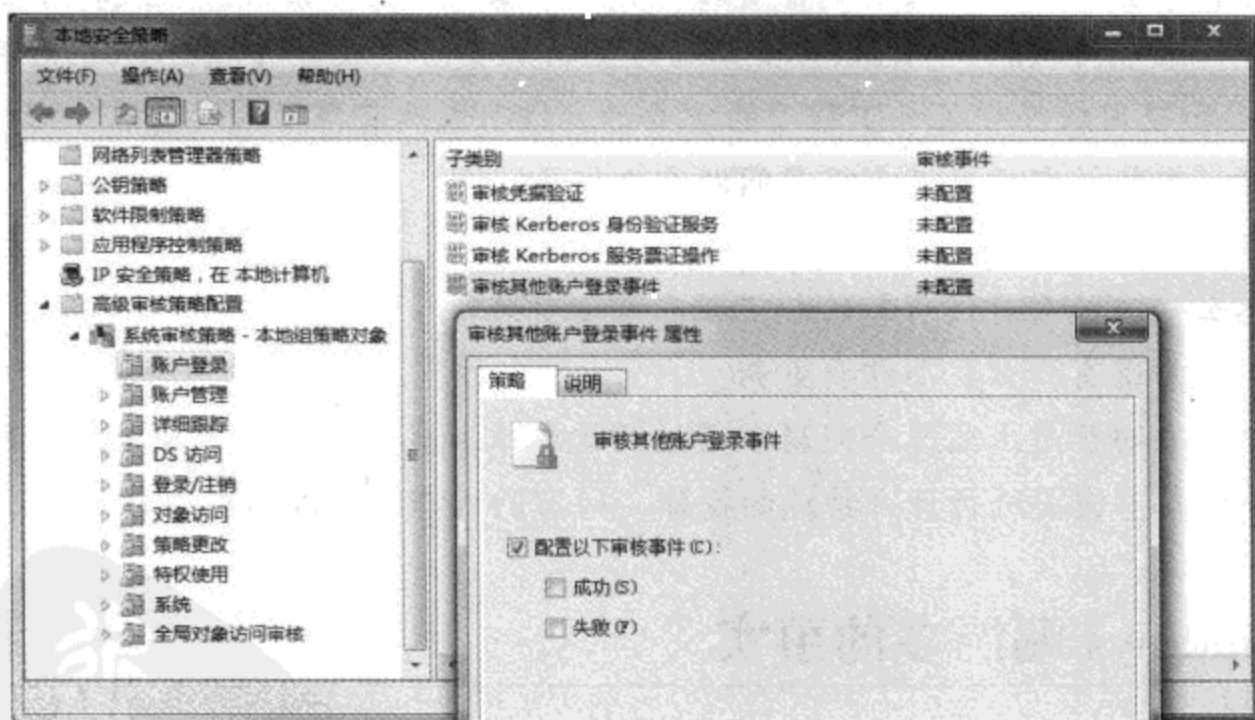 本地安全策略
文件(F) 操作(A) 查看(V) 帮助(H)
网络列表管理器策略
公钥策略
软件限制策略
应用程序控制策略
IP 安全策略，在 本地计算机
高级审核策略配置
系统审核策略 - 本地组策略对象
账户登录
账户管理
详细跟踪
DS 访问
登录/注销
对象访问
策略更改
特权使用
系统
全局对象访问审核
子类别 审核事件
审核凭据验证 未配置
审核 Kerberos 身份验证服务 未配置
审核 Kerberos 服务票证操作 未配置
审核其他账户登录事件 未配置
审核其他账户登录事件 属性
策略 说明
审核其他账户登录事件
配置以下审核事件(C):
成功(S)
失败(F)